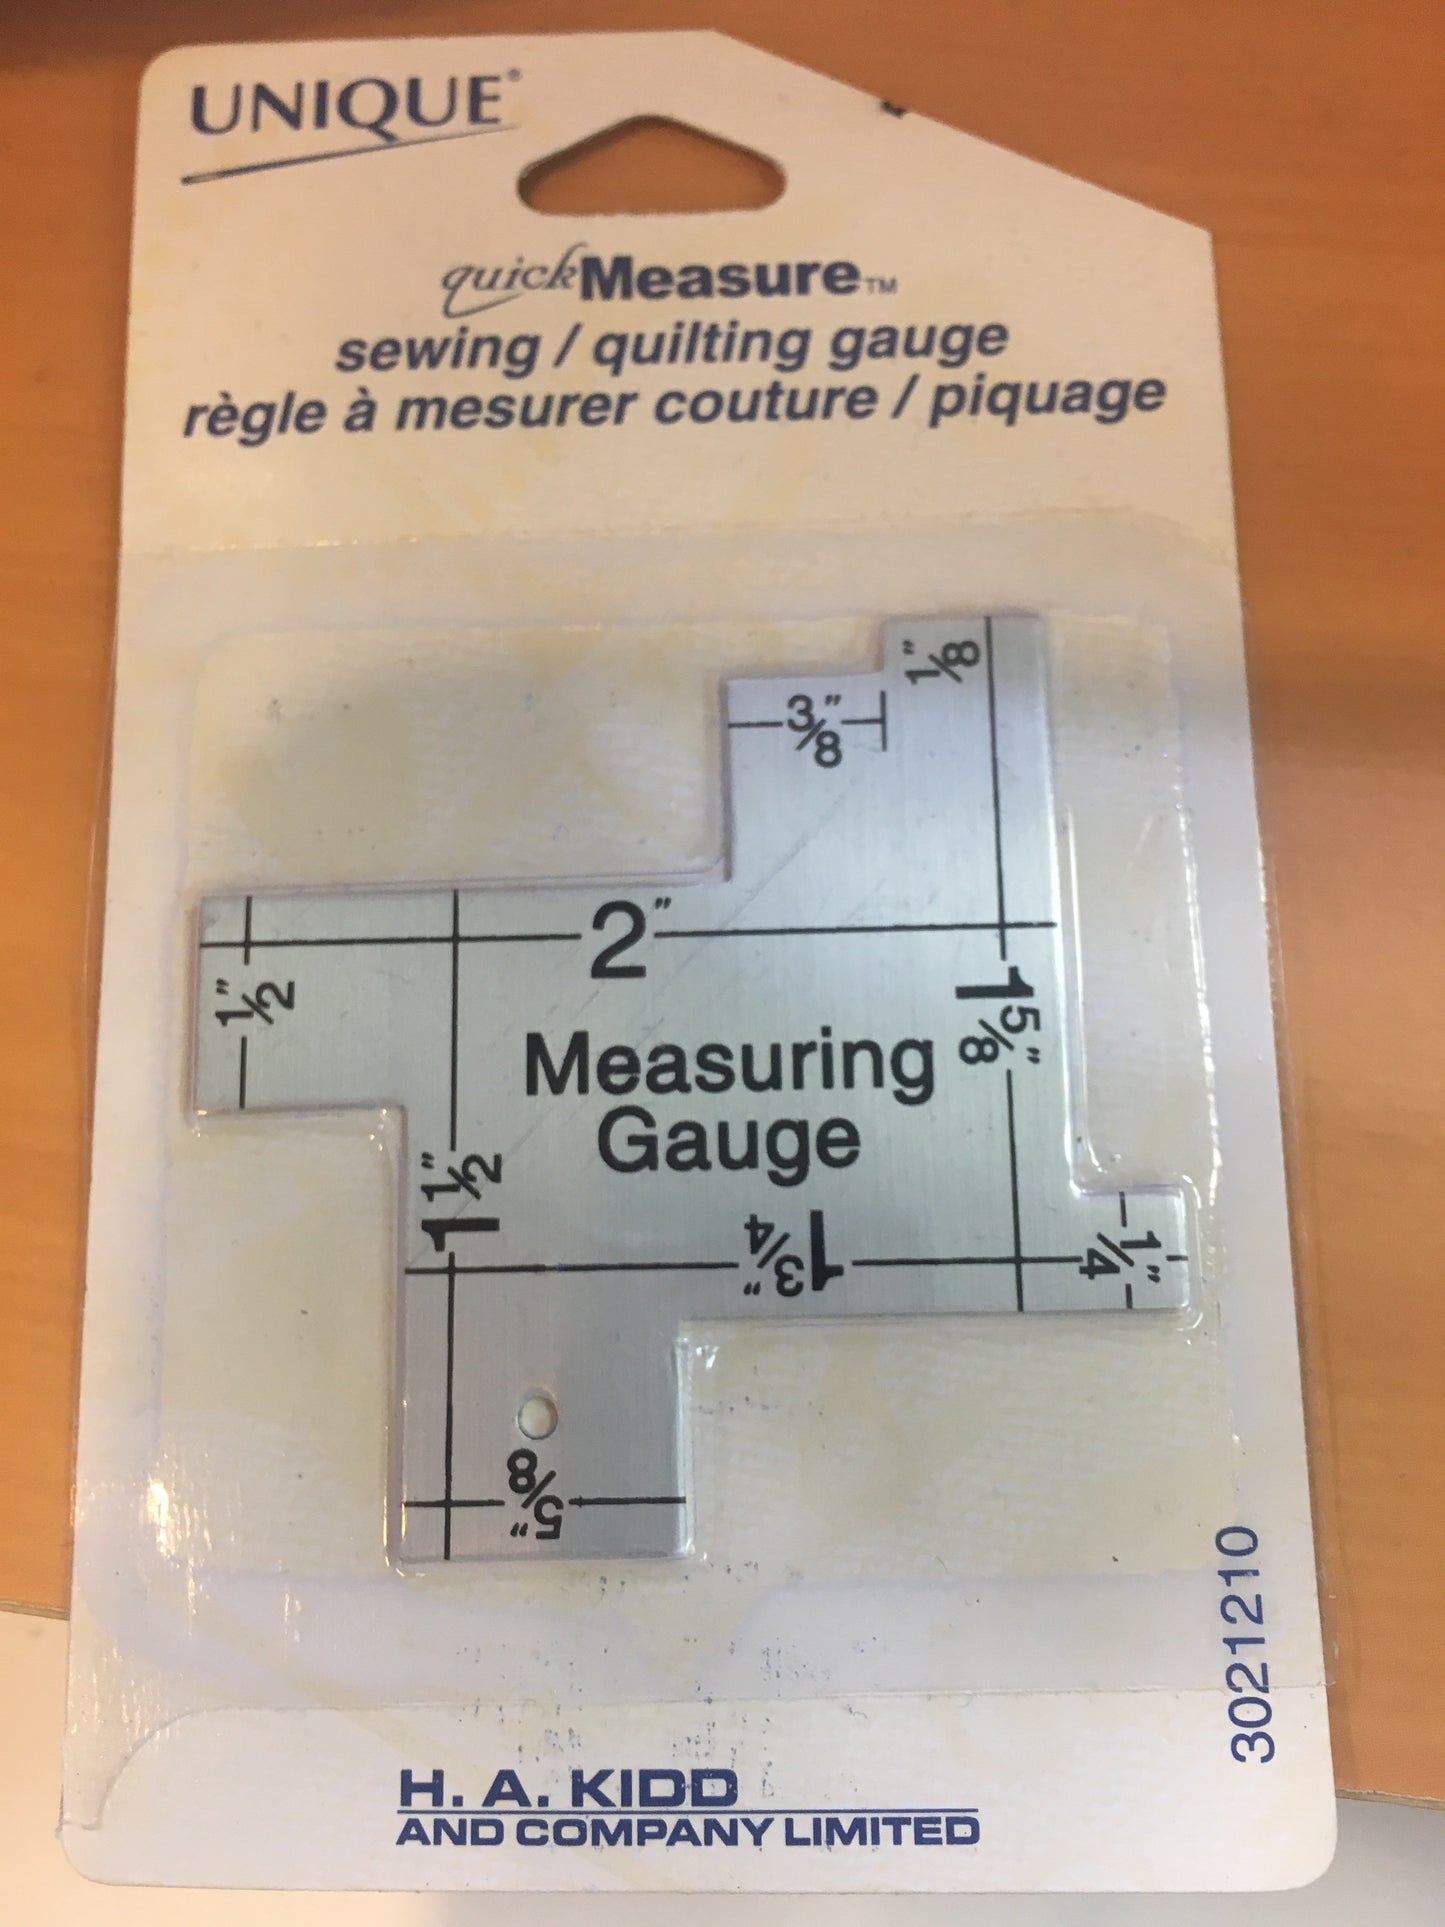 UNIQUE®
quickMeasure™
sewing / quilting gauge
règle à mesurer couture / piquage
1/8"
3/8"
2"
1/2"
1 5/8"
Measuring
Gauge
1 1/2"
1 3/4"
1/4"
5/8"
3021210
H. A. KIDD
AND COMPANY LIMITED